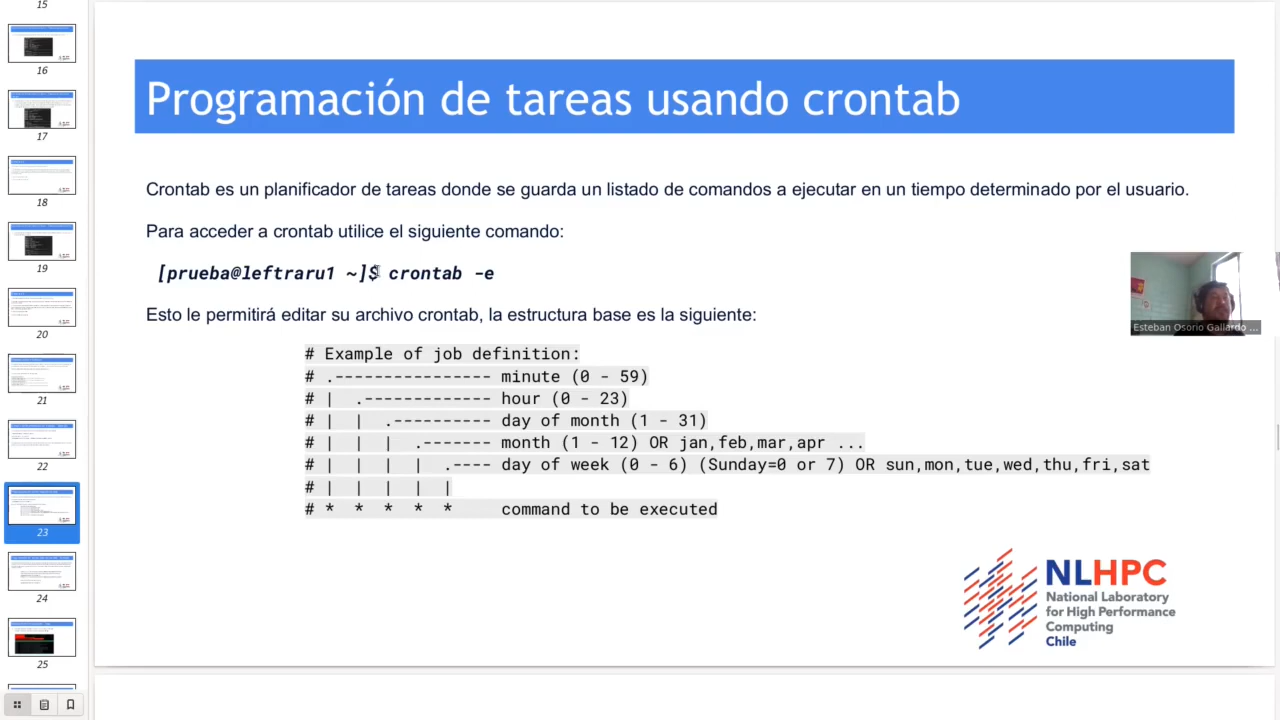 15
16
17
18
19
20
21
22
23
24
25
Programación de tareas usando crontab
Crontab es un planificador de tareas donde se guarda un listado de comandos a ejecutar en un tiempo determinado por el usuario.
Para acceder a crontab utilice el siguiente comando:
[prueba@leftraru1 ~]$ crontab -e
Esto le permitirá editar su archivo crontab, la estructura base es la siguiente:
# Example of job definition:
# .---------------- minute (0 - 59)
# |  .------------- hour (0 - 23)
# |  |  .---------- day of month (1 - 31)
# |  |  |  .------- month (1 - 12) OR jan,feb,mar,apr ...
# |  |  |  |  .---- day of week (0 - 6) (Sunday=0 or 7) OR sun,mon,tue,wed,thu,fri,sat
# |  |  |  |  |
# *  *  *  *  *     command to be executed
Esteban Osorio Gallardo ...
NLHPC
National Laboratory
for High Performance
Computing
Chile